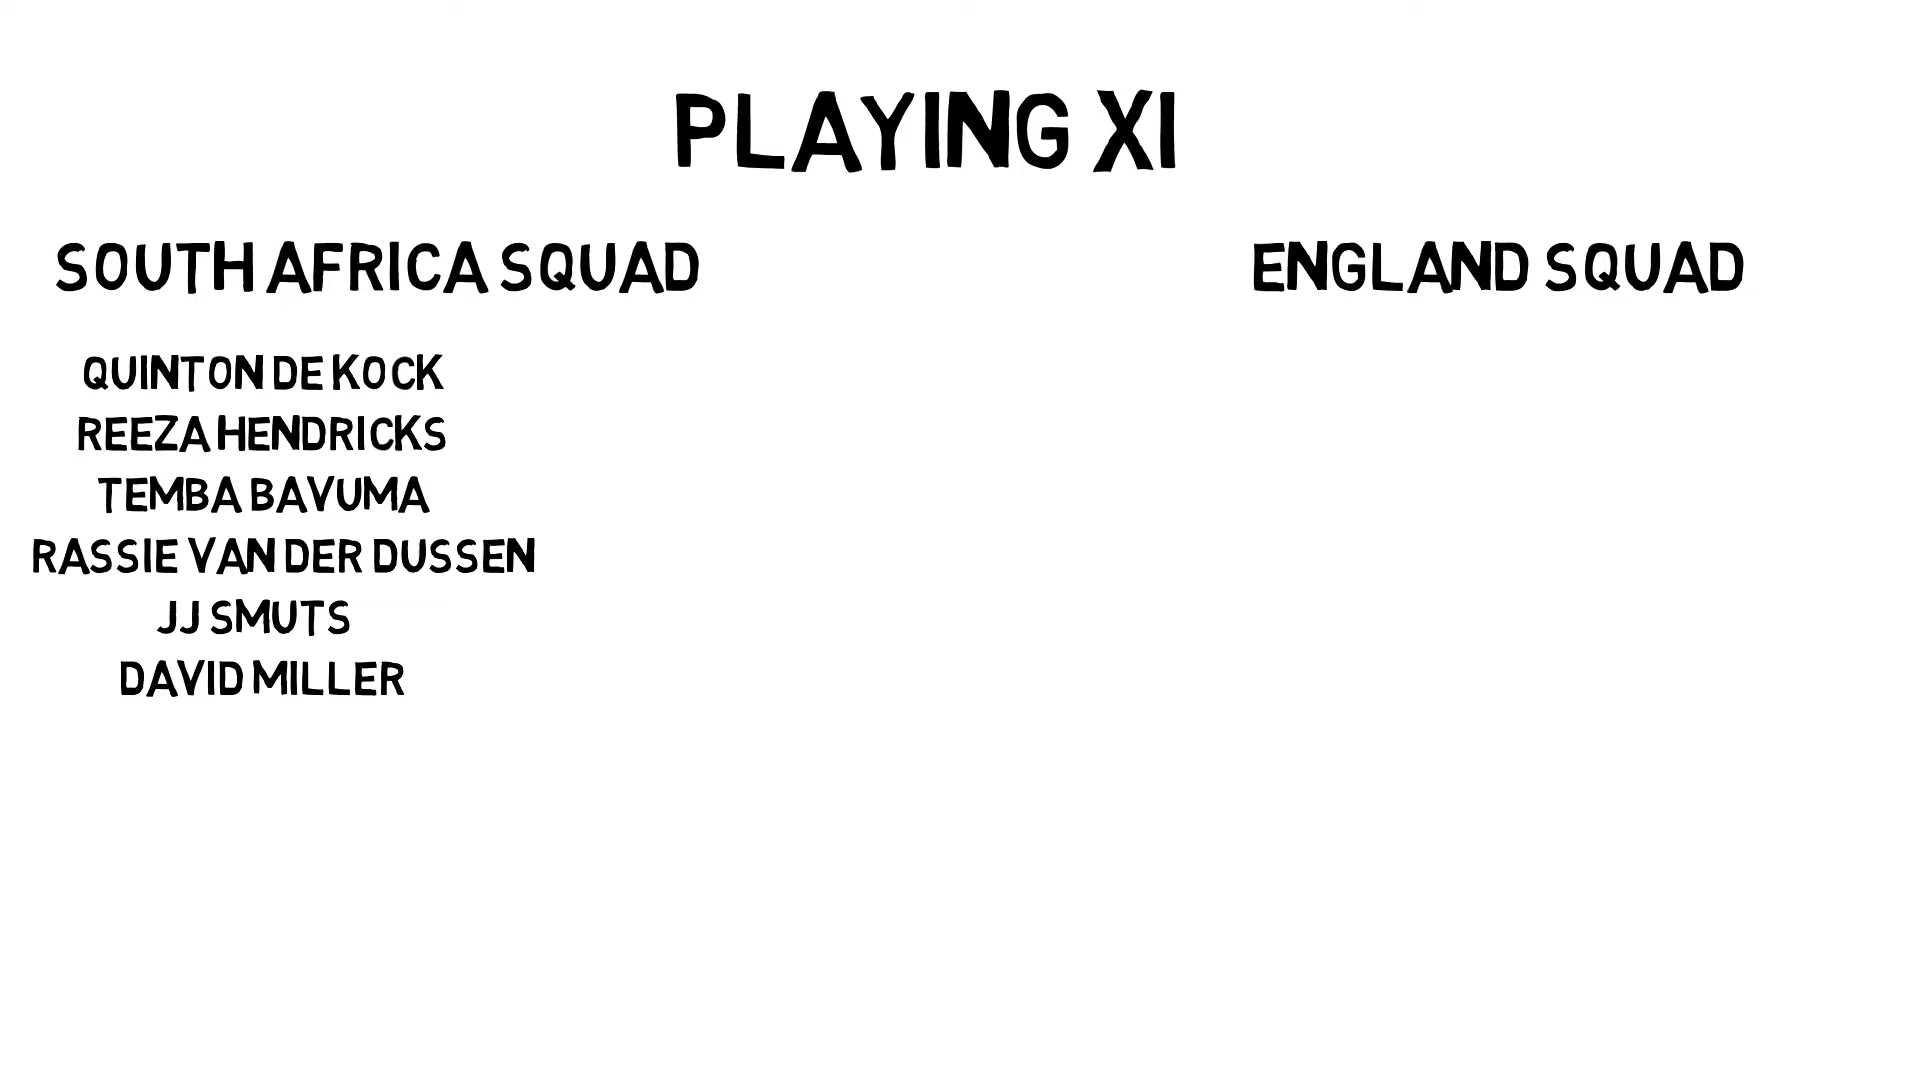 PLAYING XI
SOUTH AFRICA SQUAD
ENGLAND SQUAD
QUINTON DE KOCK
REEZA HENDRICKS
TEMBA BAVUMA
RASSIE VAN DER DUSSEN
JJ SMUTS
DAVID MILLER